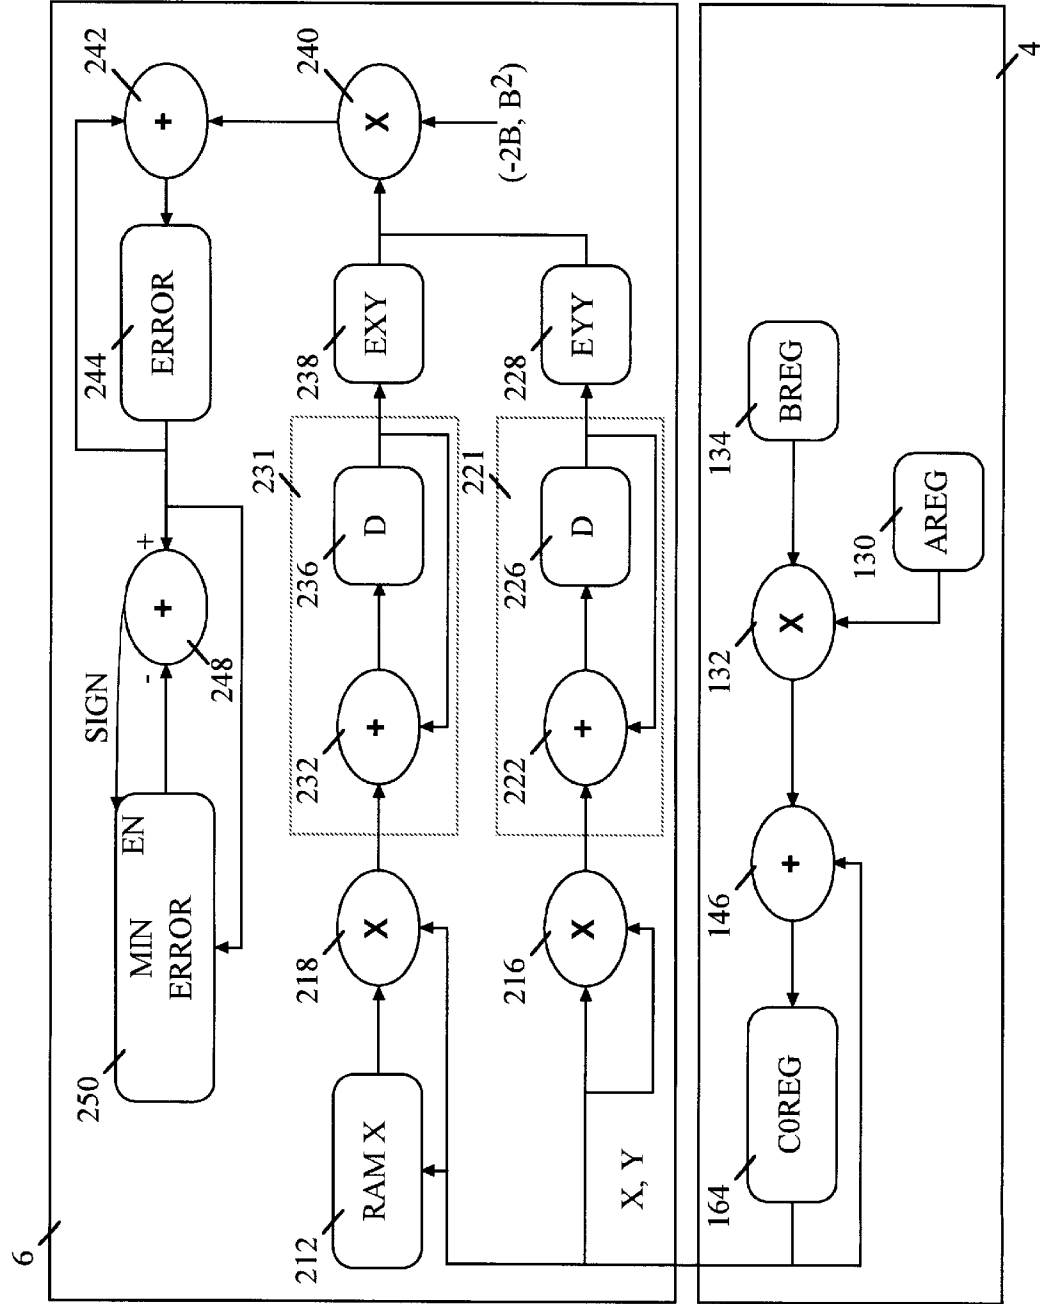 6
250
MIN
ERROR
EN
SIGN
-
+
248
+
244
ERROR
242
+
212
RAM X
218
X
232
+
236
D
231
238
EXY
240
X
(-2B, B²)
X, Y
216
X
222
+
226
D
221
228
EYY
164
C0REG
146
+
132
X
134
BREG
130
AREG
4